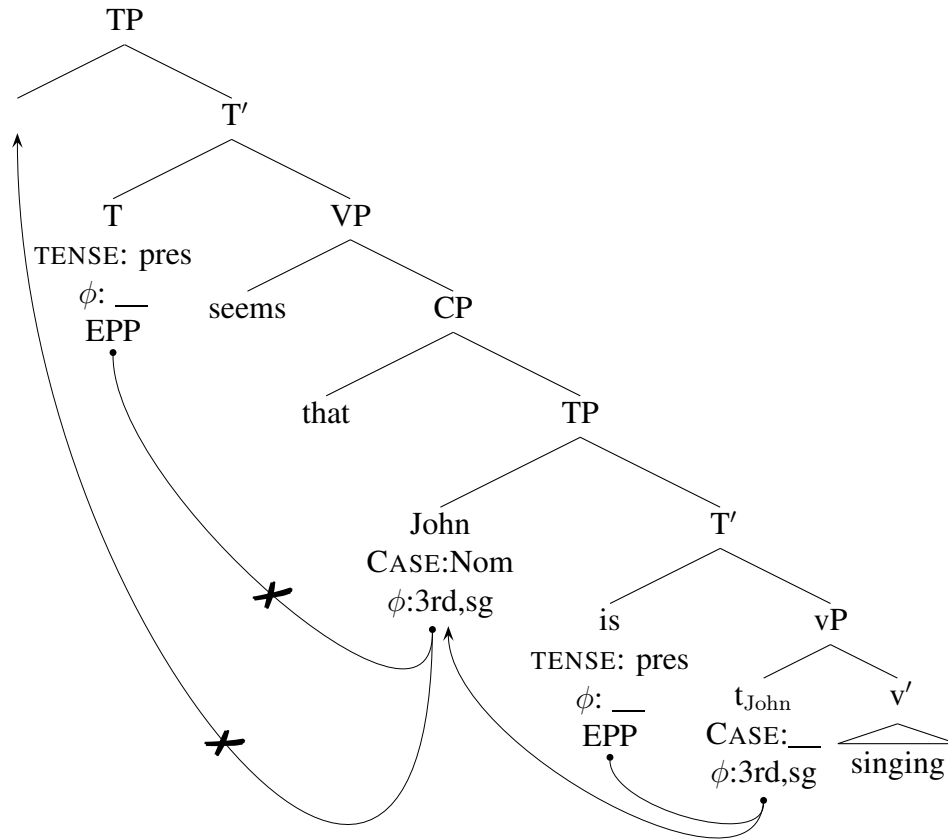 TP
T′
T
VP
TENSE: pres
φ: __
EPP
seems
CP
that
TP
John
CASE:Nom
φ:3rd,sg
T′
is
vP
TENSE: pres
φ: __
EPP
t_John
CASE:__
φ:3rd,sg
v′
singing